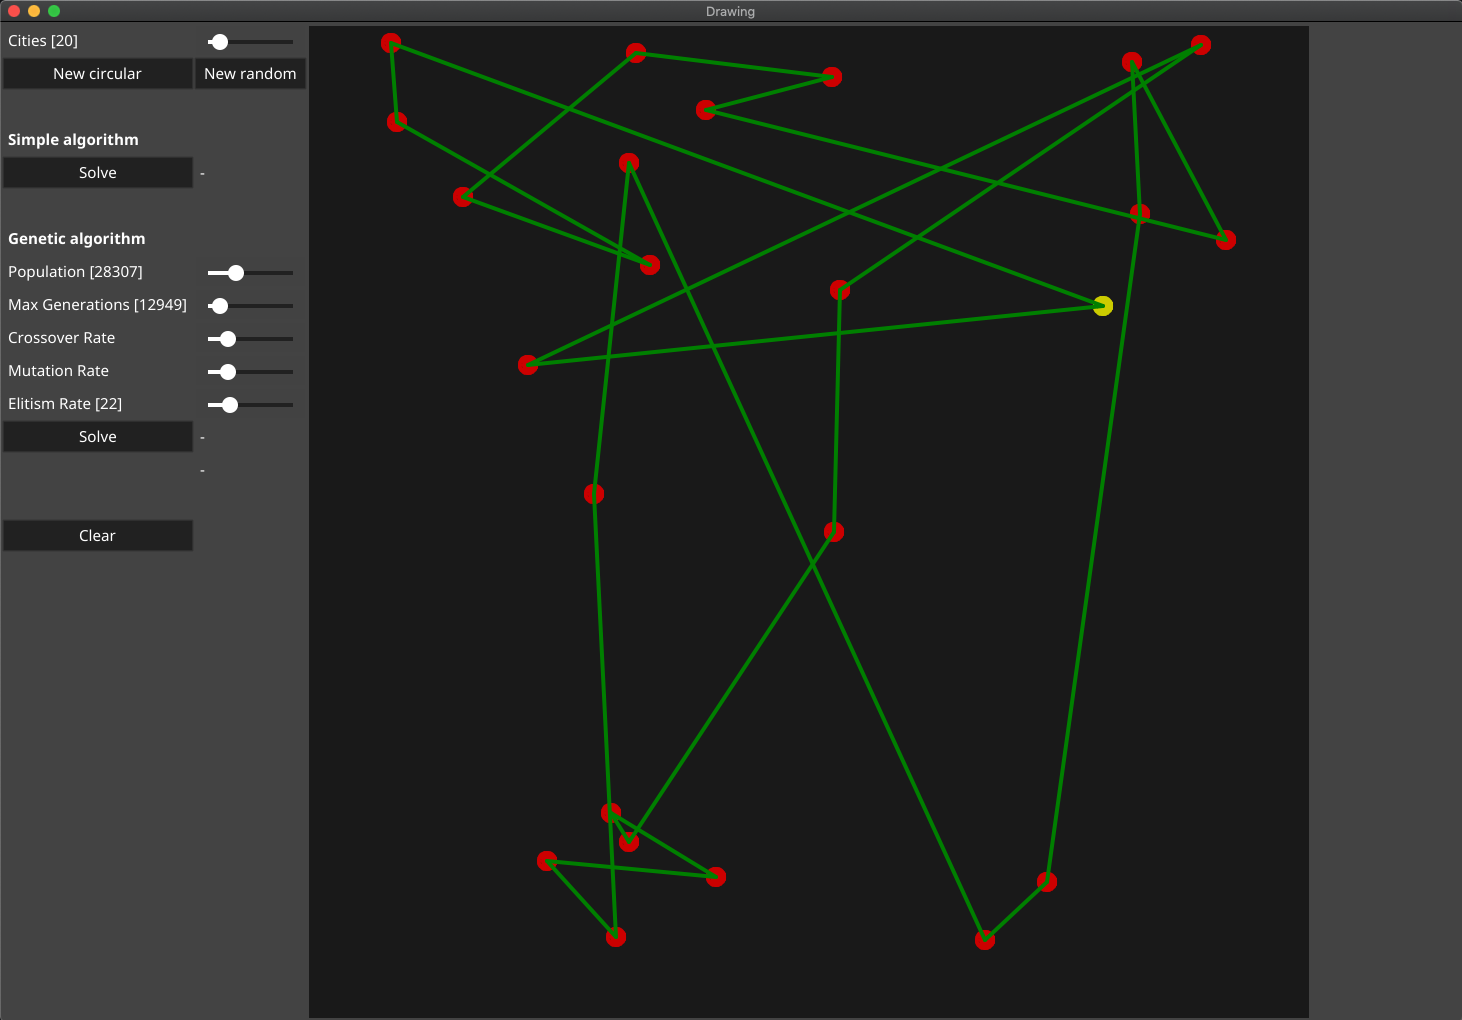 Drawing
Cities [20]
New circular New random
Simple algorithm
Solve -
Genetic algorithm
Population [28307]
Max Generations [12949]
Crossover Rate
Mutation Rate
Elitism Rate [22]
Solve -
-
Clear